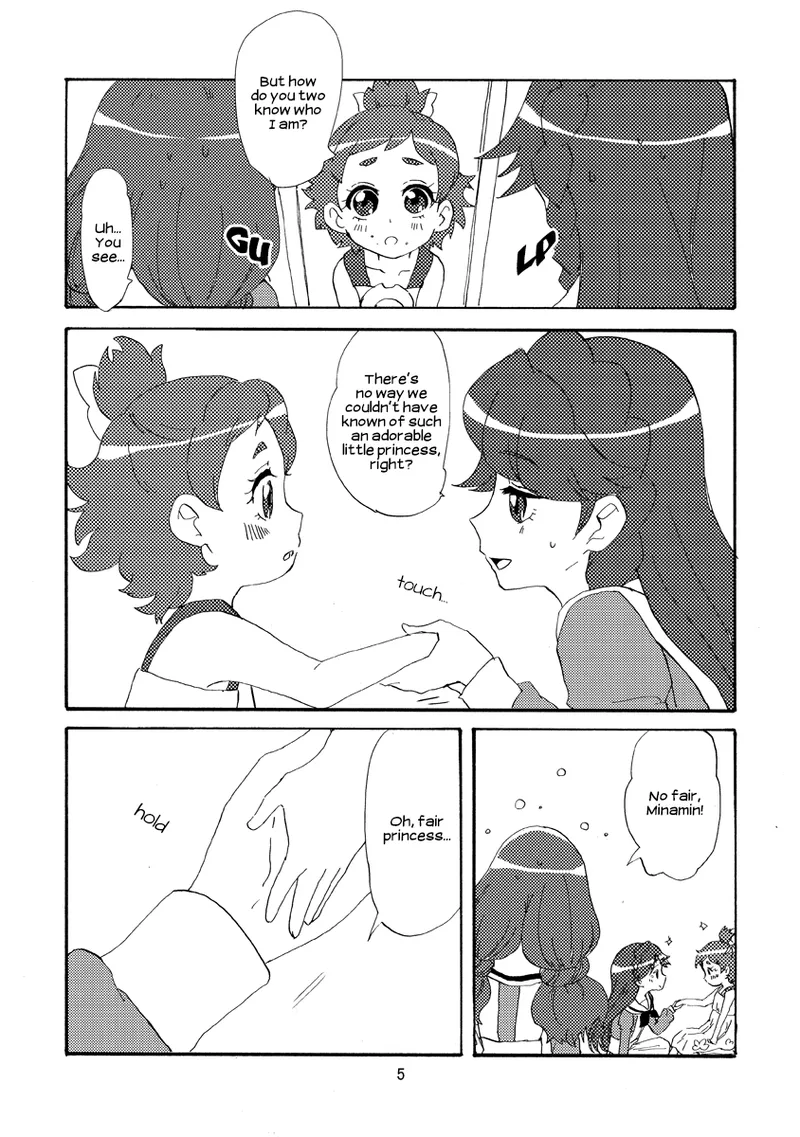 But how
do you two
know who
I am?
Uh...
You
see...
GU
LP
There's
no way we
couldn't have
known of such
an adorable
little princess,
right?
touch...
hold
Oh, fair
princess...
No fair,
Minamin!
5